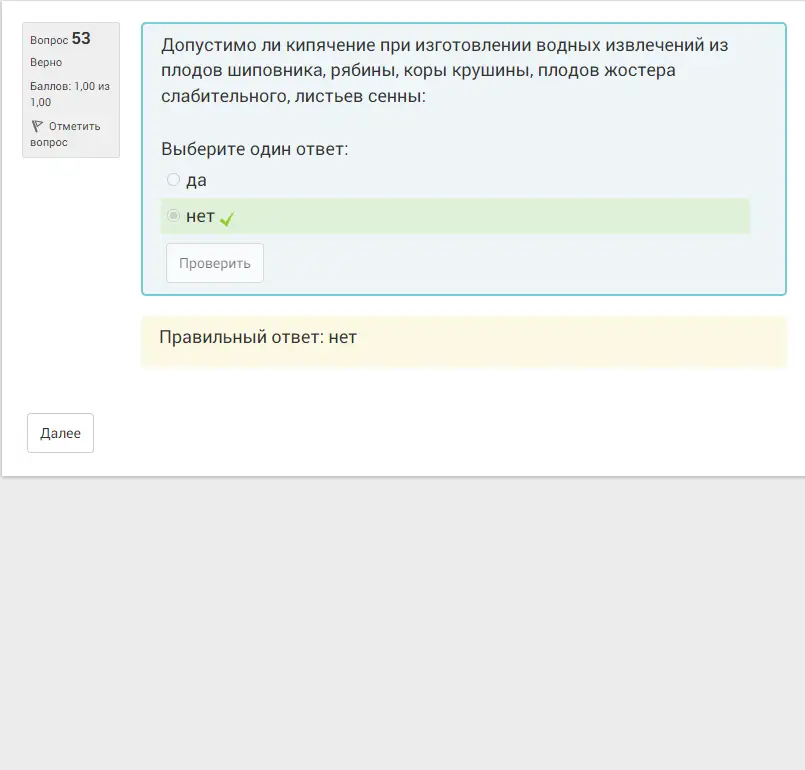 Вопрос 53
Верно
Баллов: 1,00 из
1,00
Отметить
вопрос
Допустимо ли кипячение при изготовлении водных извлечений из
плодов шиповника, рябины, коры крушины, плодов жостера
слабительного, листьев сенны:
Выберите один ответ:
да
нет
Проверить
Правильный ответ: нет
Далее